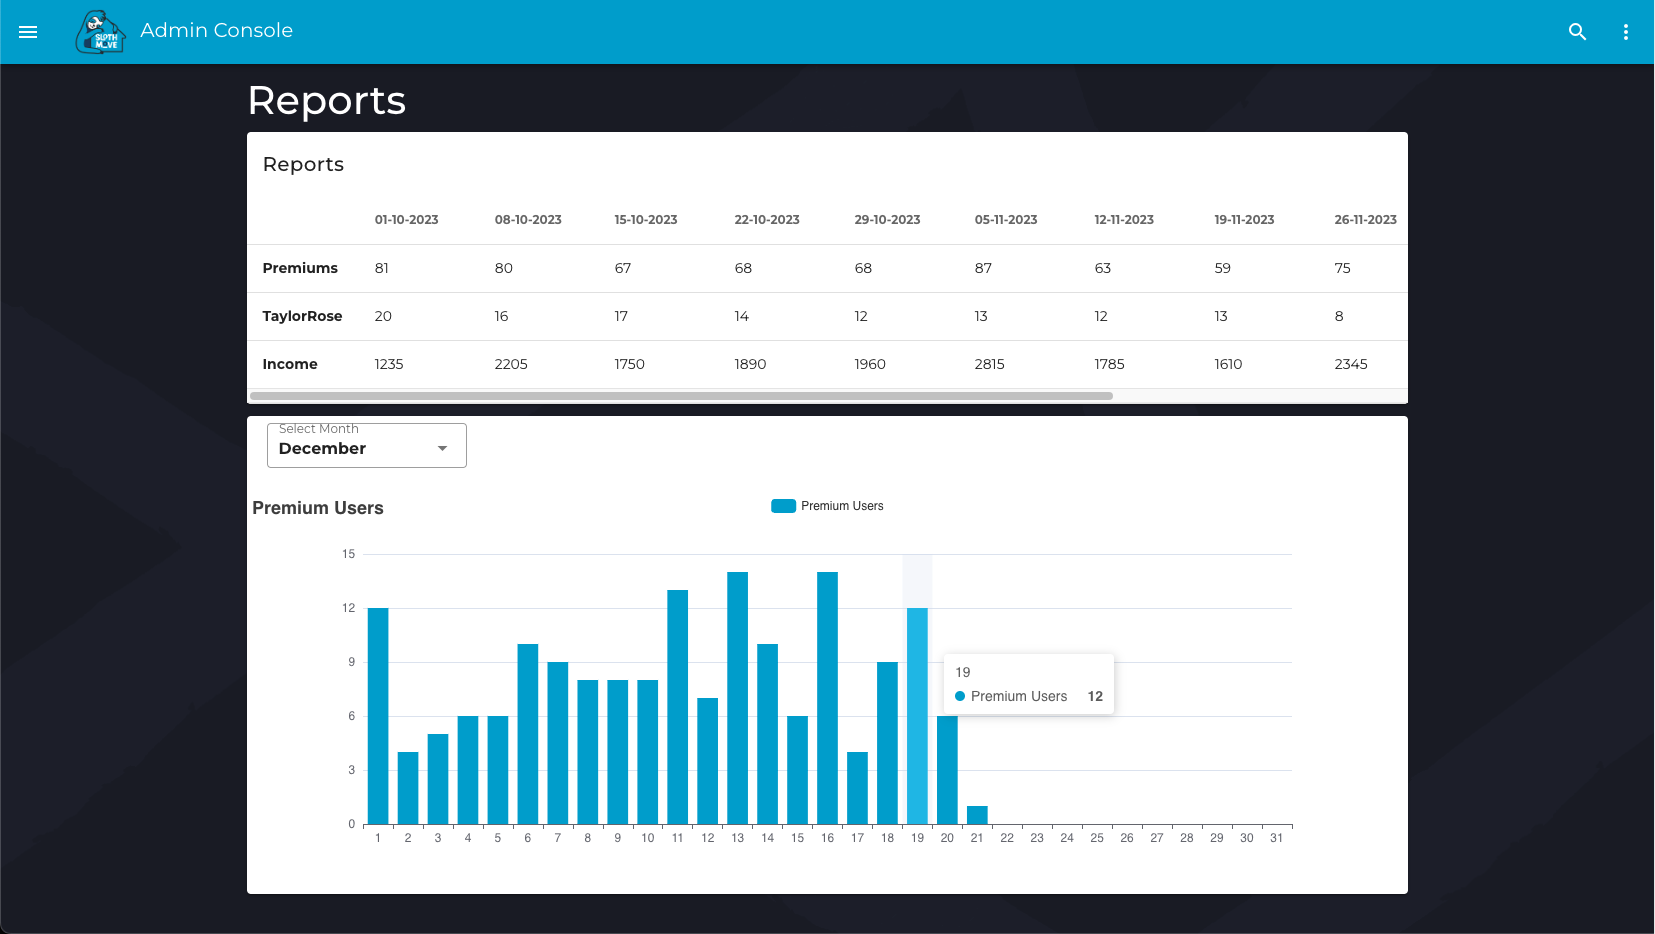 SL TH
M VE
Admin Console
Reports
Reports
01-10-2023 08-10-2023 15-10-2023 22-10-2023 29-10-2023 05-11-2023 12-11-2023 19-11-2023 26-11-2023
Premiums 81 80 67 68 68 87 63 59 75
TaylorRose 20 16 17 14 12 13 12 13 8
Income 1235 2205 1750 1890 1960 2815 1785 1610 2345
Select Month
December
Premium Users
Premium Users
15
12
9
6
3
0
19
Premium Users 12
1 2 3 4 5 6 7 8 9 10 11 12 13 14 15 16 17 18 19 20 21 22 23 24 25 26 27 28 29 30 31